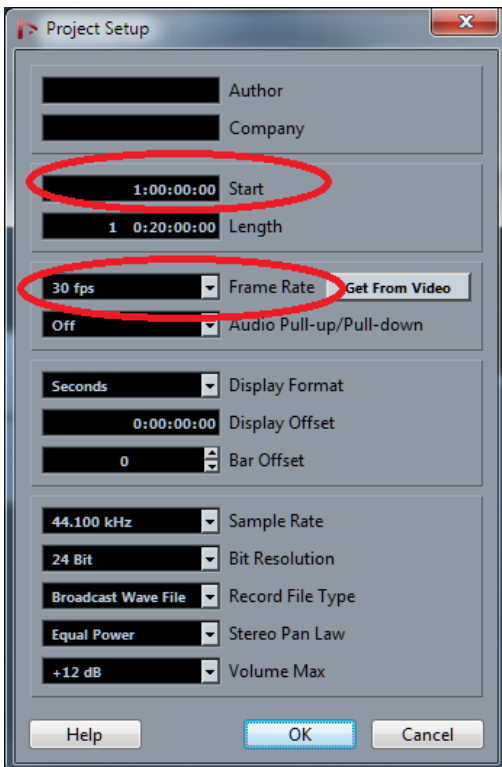 Project Setup
Author
Company
1:00:00:00 Start
1 0:20:00:00 Length
30 fps Frame Rate Get From Video
Off Audio Pull-up/Pull-down
Seconds Display Format
0:00:00:00 Display Offset
0 Bar Offset
44.100 kHz Sample Rate
24 Bit Bit Resolution
Broadcast Wave File Record File Type
Equal Power Stereo Pan Law
+12 dB Volume Max
Help OK Cancel